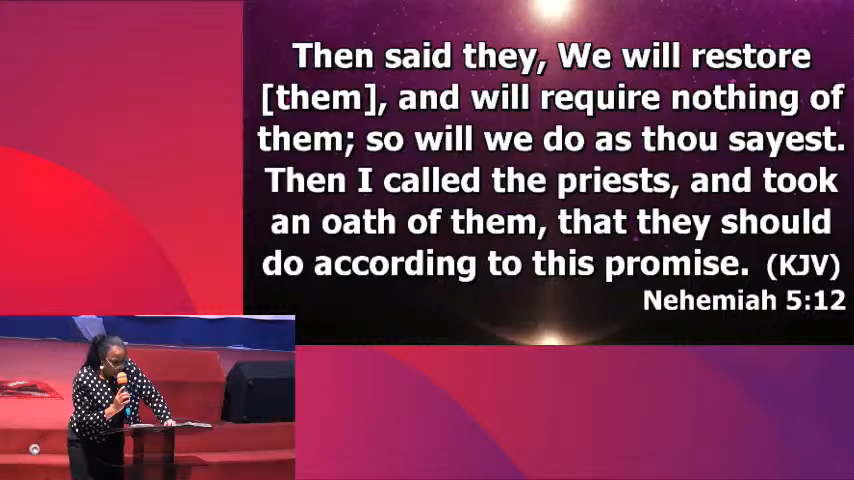 Then said they, We will restore
[them], and will require nothing of
them; so will we do as thou sayest.
Then I called the priests, and took
an oath of them, that they should
do according to this promise. (KJV)
Nehemiah 5:12